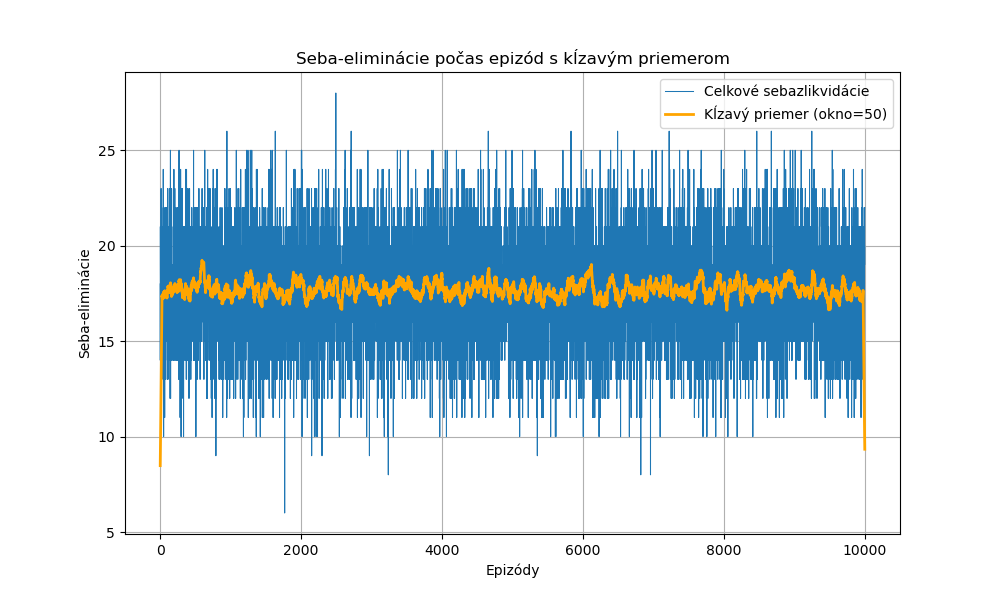 Seba-eliminácie počas epizód s kĺzavým priemerom
Celkové sebazlikvidácie
Kĺzavý priemer (okno=50)
Seba-eliminácie
25
20
15
10
5
0
2000
4000
6000
8000
10000
Epizódy